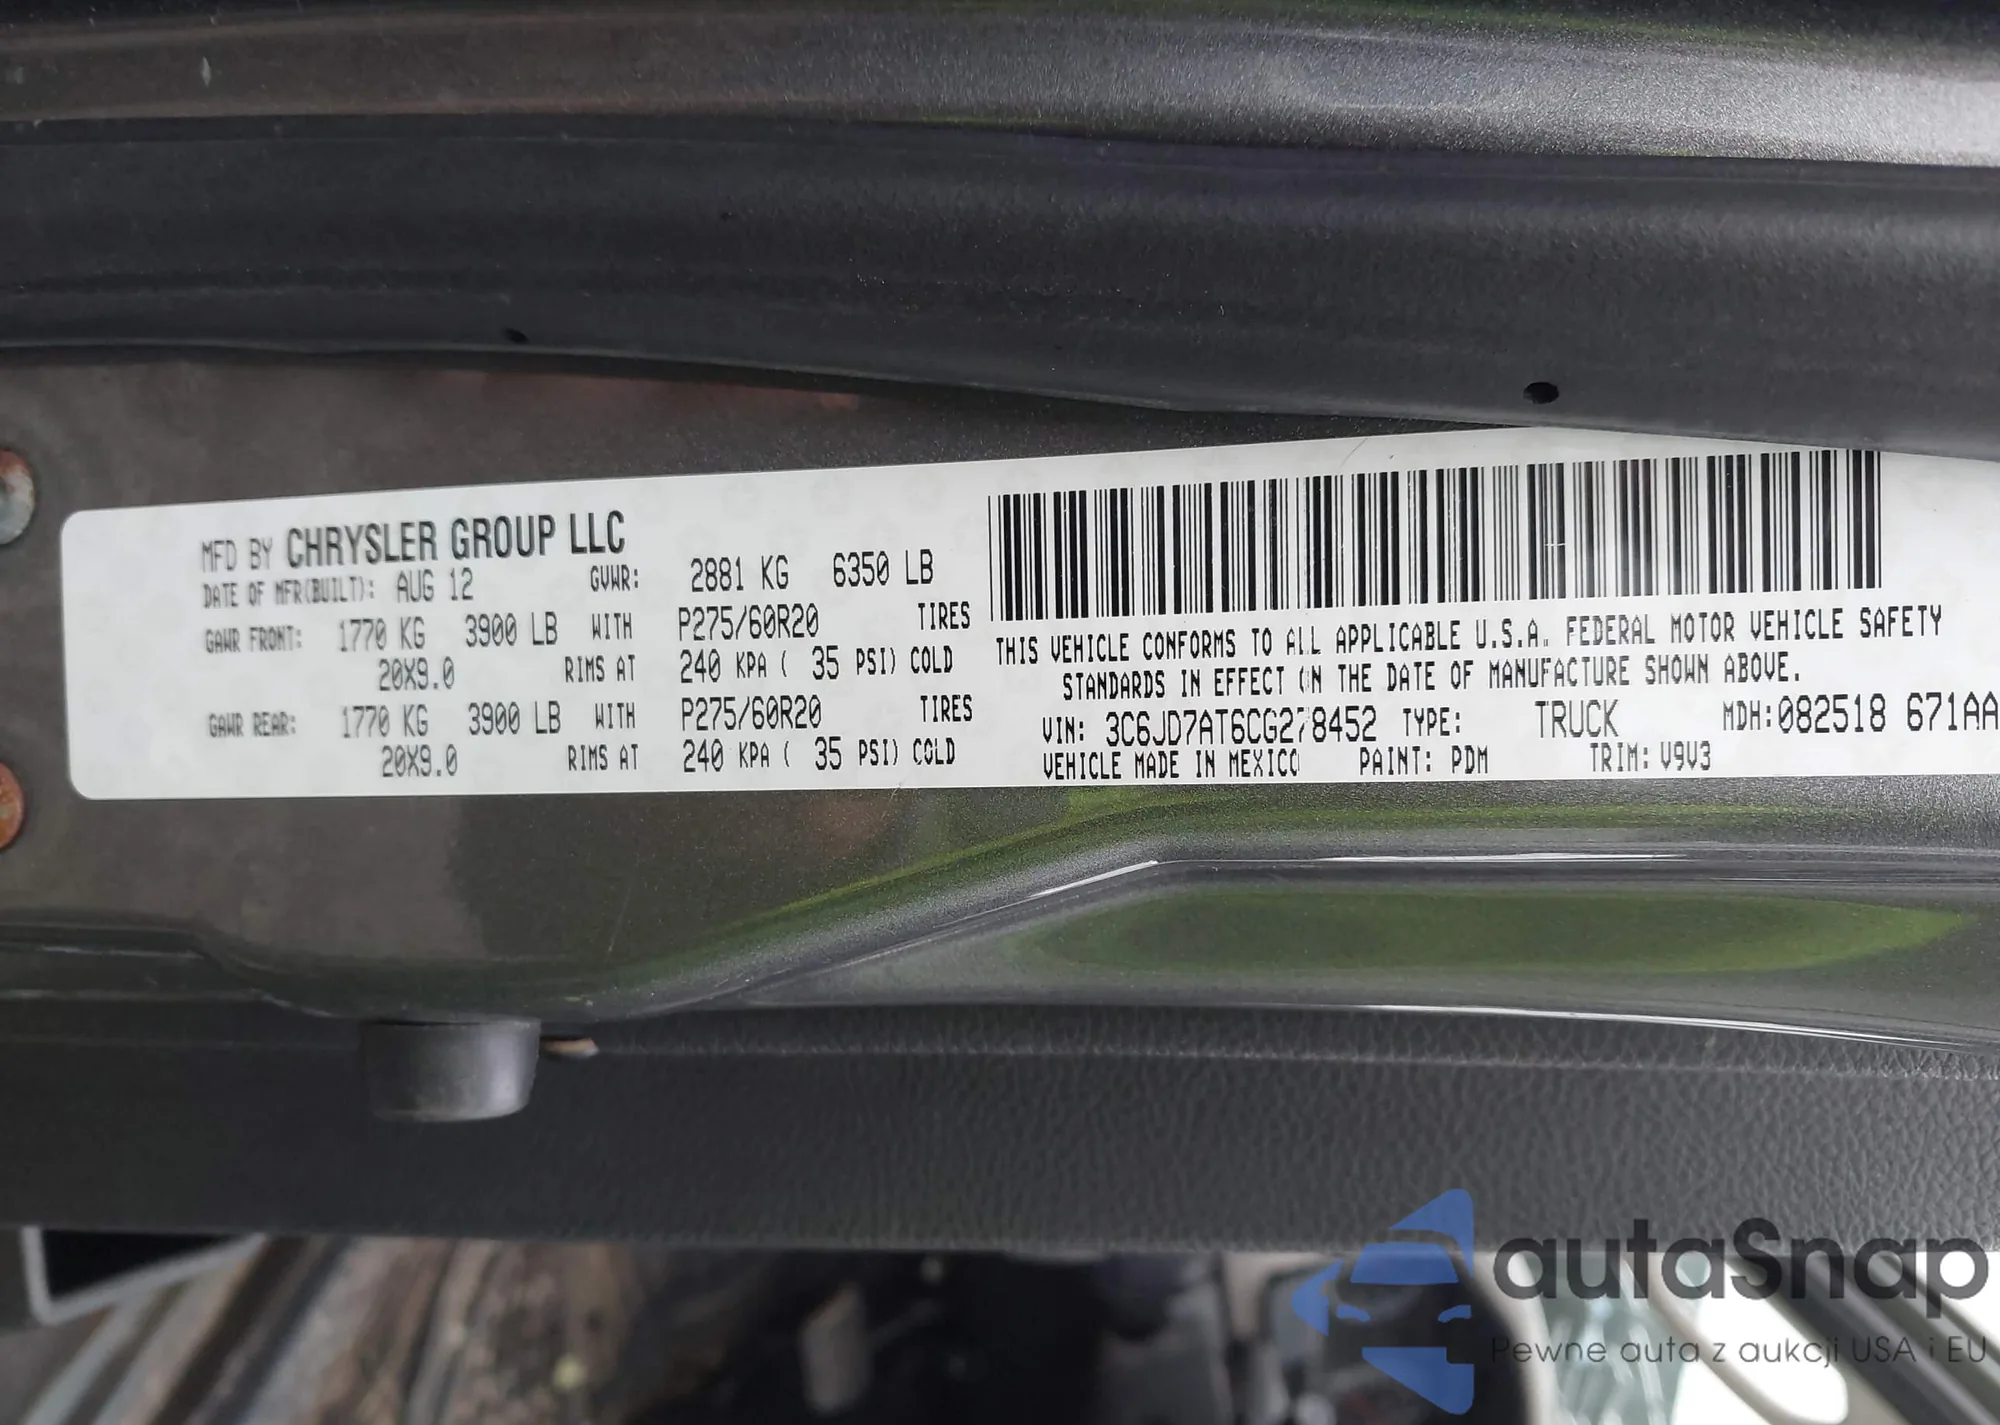 MFD BY CHRYSLER GROUP LLC
DATE OF MFR(BUILT): AUG 12 GVWR: 2881 KG 6350 LB
GAWR FRONT: 1770 KG 3900 LB WITH P275/60R20 TIRES
20X9.0 RIMS AT 240 KPA ( 35 PSI) COLD
GAWR REAR: 1770 KG 3900 LB WITH P275/60R20 TIRES
20X9.0 RIMS AT 240 KPA ( 35 PSI) COLD
THIS VEHICLE CONFORMS TO ALL APPLICABLE U.S.A. FEDERAL MOTOR VEHICLE SAFETY
STANDARDS IN EFFECT ON THE DATE OF MANUFACTURE SHOWN ABOVE.
VIN: 3C6JD7AT6CG278452 TYPE: TRUCK MDH:082518 671AA
VEHICLE MADE IN MEXICO PAINT: PDM TRIM: V9V3
autaSnap
Pewne auta z aukcji USA i EU